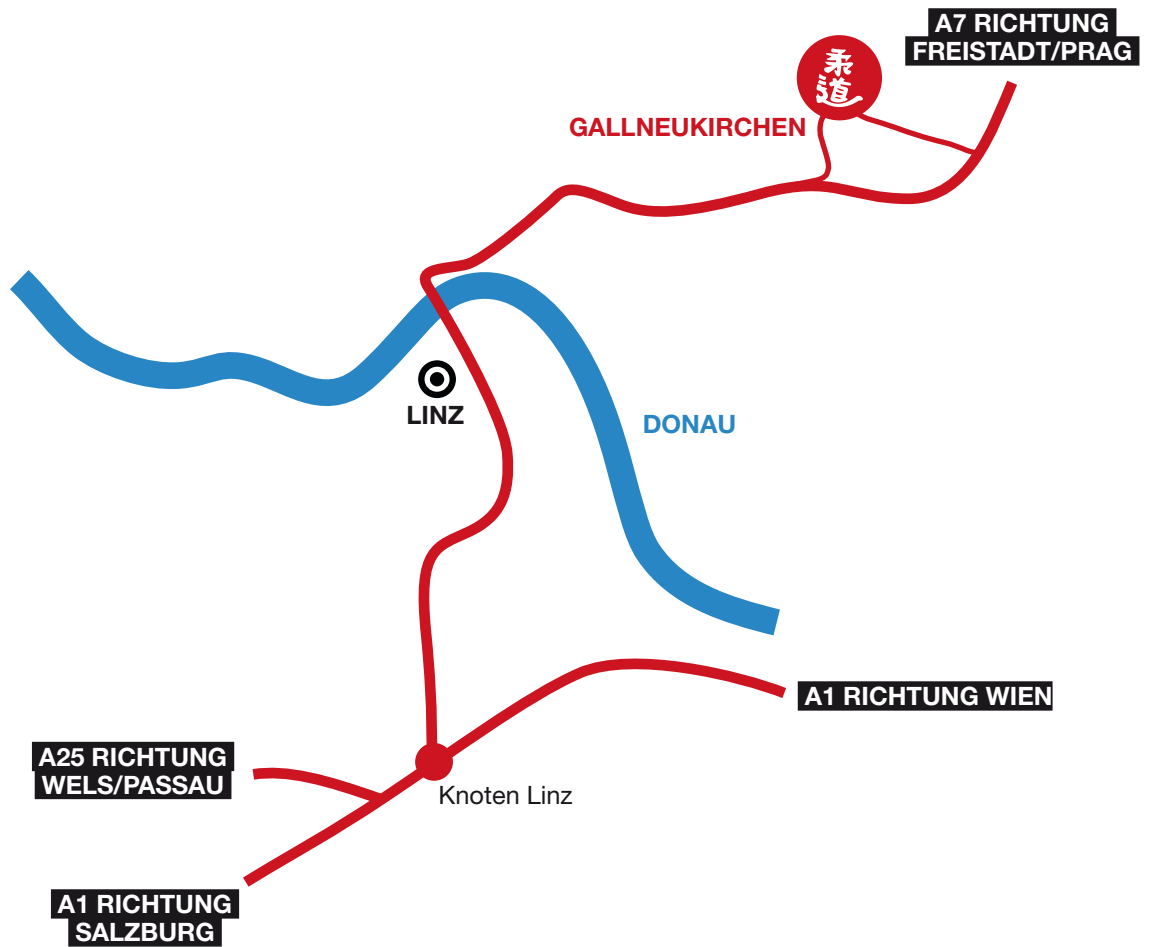 A7 RICHTUNG
FREISTADT/PRAG
柔
道
GALLNEUKIRCHEN
LINZ
DONAU
A1 RICHTUNG WIEN
A25 RICHTUNG
WELS/PASSAU
Knoten Linz
A1 RICHTUNG
SALZBURG